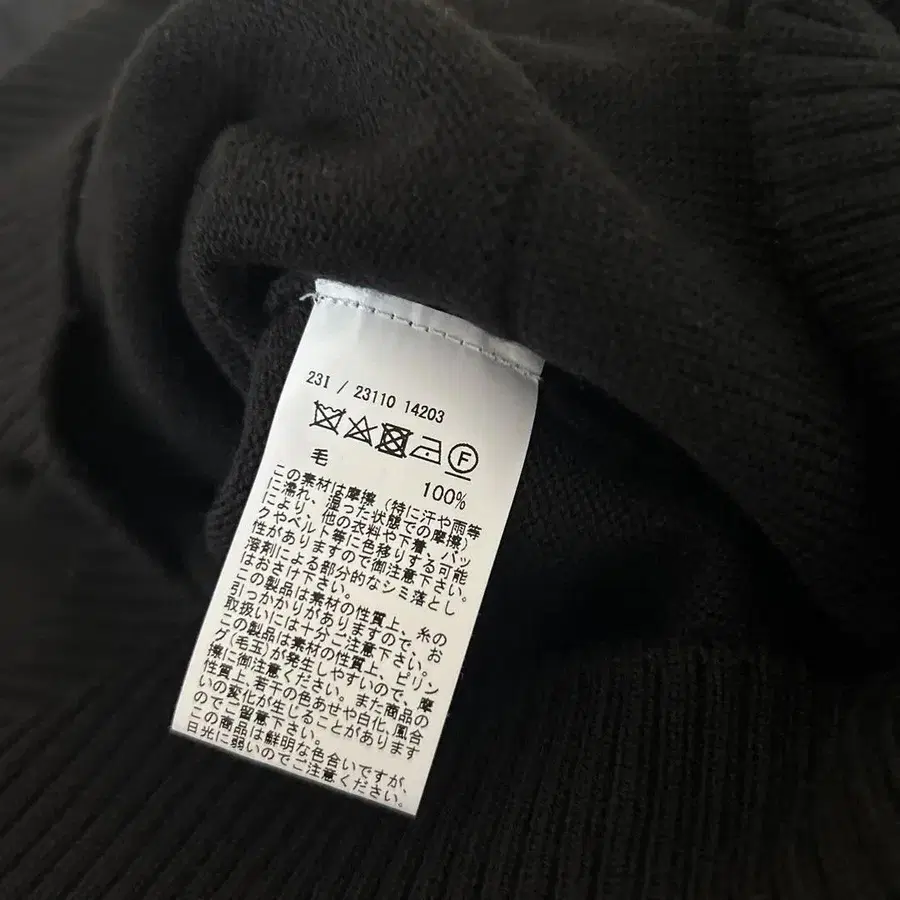 23I / 23110 14203
F
毛
100%
この素材は摩擦（特に汗や雨等
に濡れ、湿った状態での摩擦）
により、他の衣料や下着、バッ
クやベルト等に色移りする可能
性がありますので御注意下さい。
溶剤による部分的なシミ落とし
はおさけ下さい。
この製品は素材の性質上、糸の
引っかかりがありますので、お
取扱いには十分ご注意下さい。
この製品は素材の性質上、ピリン
グ(毛玉)が発生しやすいので、摩
擦に御注意ください。また商品の
性質上、若干の色あせや白化、風合
いの変化が生じることがあります
のでご留意下さい。
この商品は鮮明な色合いですが、
日光に弱いのでご注意ください。